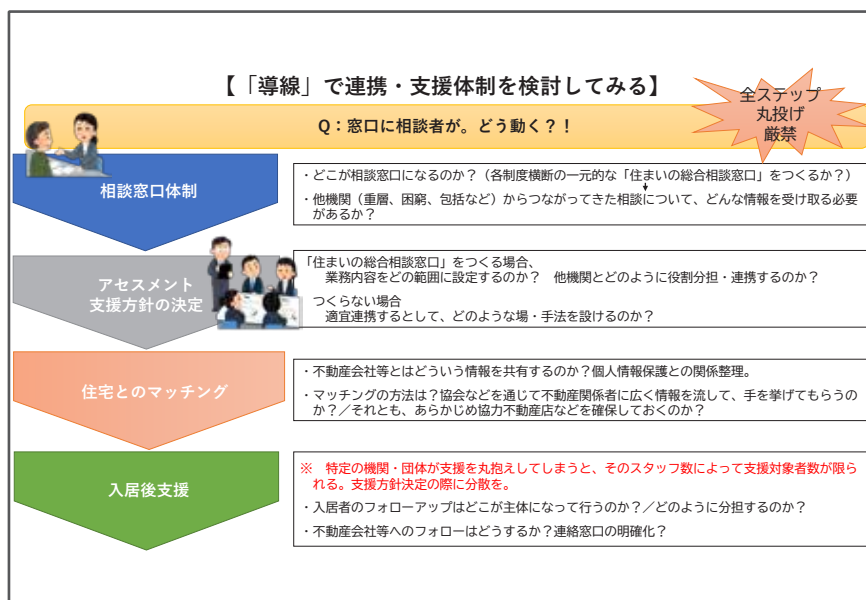 【「導線」で連携・支援体制を検討してみる】
全ステップ
丸投げ
厳禁
Q：窓口に相談者が。どう動く？！
相談窓口体制
・どこが相談窓口になるのか？（各制度横断の一元的な「住まいの総合相談窓口」をつくるか？）
・他機関（重層、困窮、包括など）からつながってきた相談について、どんな情報を受け取る必要
があるか？
アセスメント
支援方針の決定
「住まいの総合相談窓口」をつくる場合、
業務内容をどの範囲に設定するのか？　他機関とどのように役割分担・連携するのか？
つくらない場合
適宜連携するとして、どのような場・手法を設けるのか？
住宅とのマッチング
・不動産会社等とはどういう情報を共有するのか？個人情報保護との関係整理。
・マッチングの方法は？協会などを通じて不動産関係者に広く情報を流して、手を挙げてもらうの
か？／それとも、あらかじめ協力不動産店などを確保しておくのか？
入居後支援
※　特定の機関・団体が支援を丸抱えしてしまうと、そのスタッフ数によって支援対象者数が限ら
れる。支援方針決定の際に分散を。
・入居者のフォローアップはどこが主体になって行うのか？／どのように分担するのか？
・不動産会社等へのフォローはどうするか？連絡窓口の明確化？